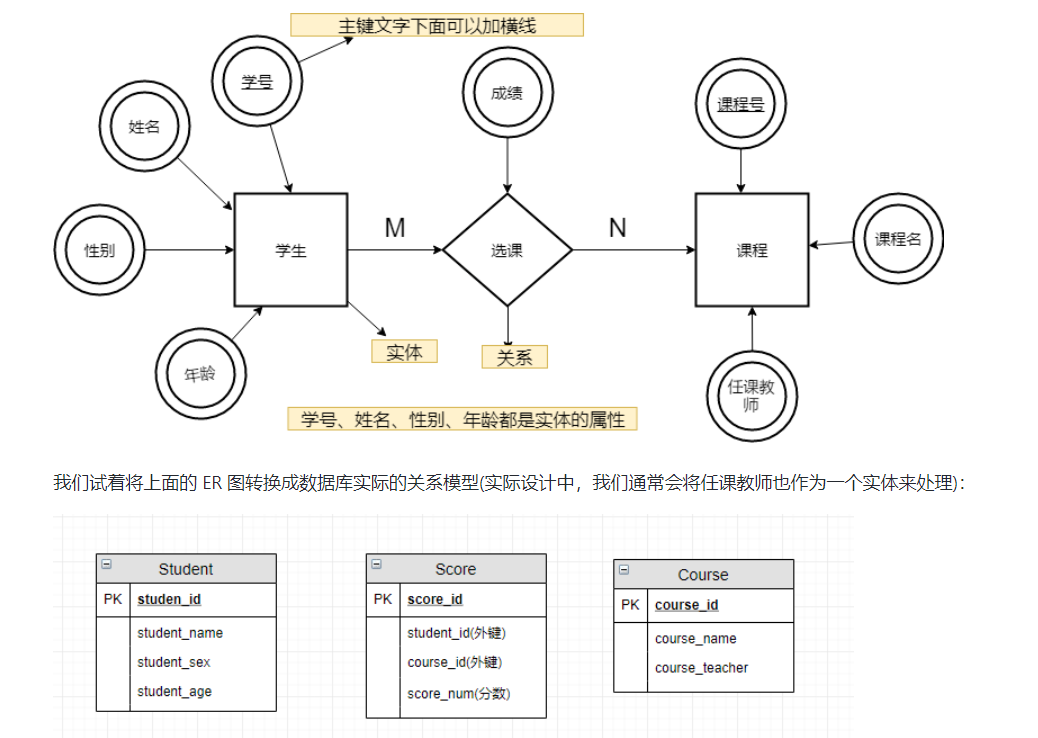 主键文字下面可以加横线
学号
成绩
课程号
姓名
M
N
性别
学生
选课
课程
课程名
实体
关系
年龄
任课教
师
学号、姓名、性别、年龄都是实体的属性
我们试着将上面的 ER 图转换成数据库实际的关系模型(实际设计中，我们通常会将任课教师也作为一个实体来处理)：
Student
PK studen_id
student_name
student_sex
student_age
Score
PK score_id
student_id(外键)
course_id(外键)
score_num(分数)
Course
PK course_id
course_name
course_teacher